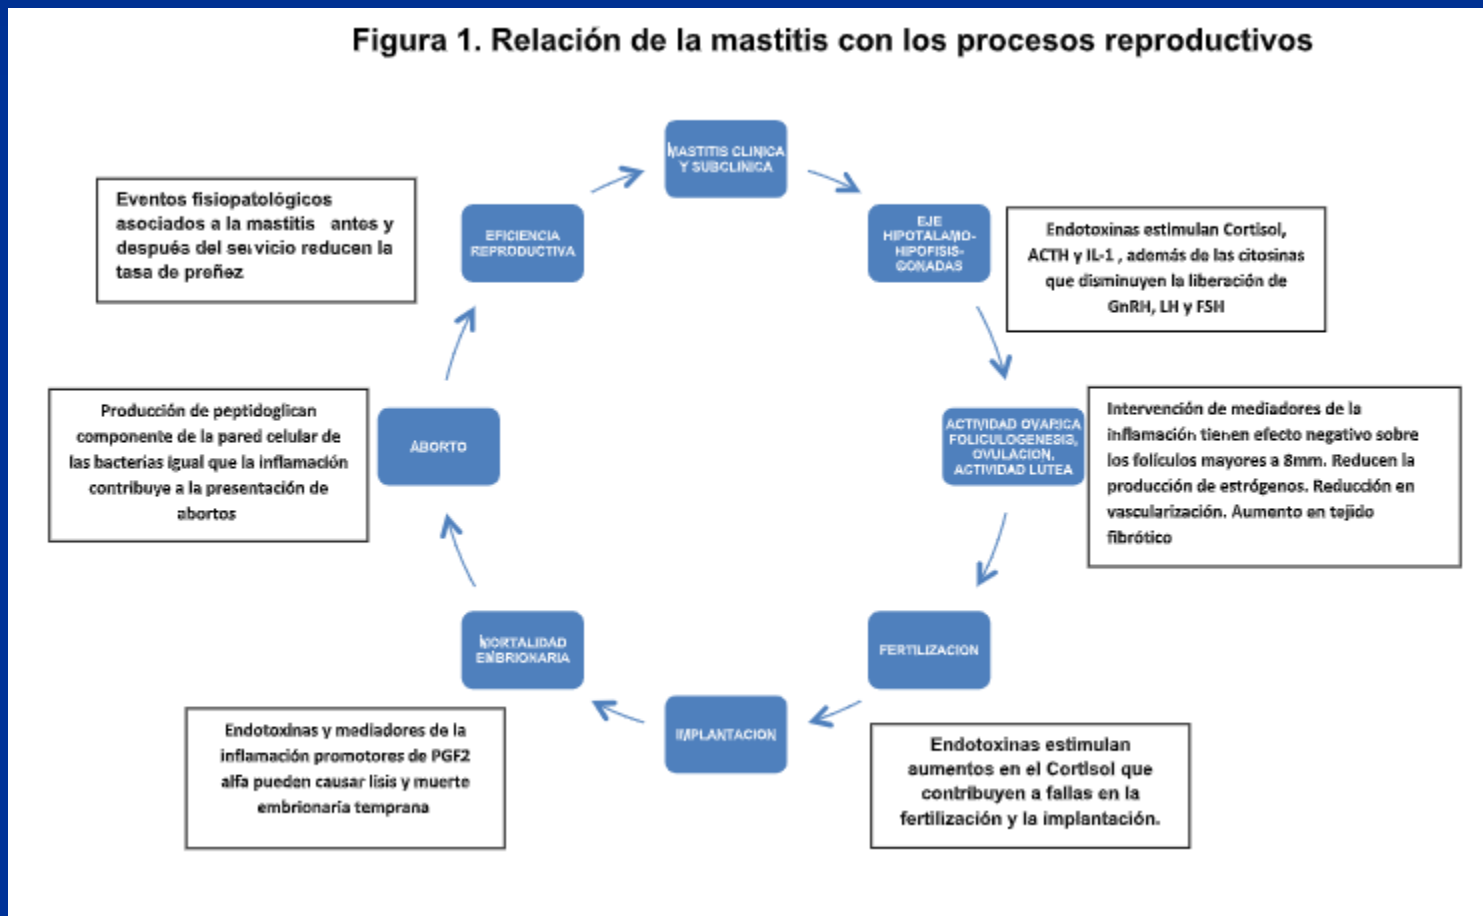 Figura 1. Relación de la mastitis con los procesos reproductivos
MASTITIS CLINICA
Y SUBCLINICA
EJE
HIPOTALAMO-
HIPOFISIS-
GONADAS
Endotoxinas estimulan Cortisol,
ACTH y IL-1 , además de las citosinas
que disminuyen la liberación de
GnRH, LH y FSH
ACTIVIDAD OVARICA
FOLICULOGENESIS,
OVULACION,
ACTIVIDAD LUTEA
Intervención de mediadores de la
inflamación tienen efecto negativo sobre
los folículos mayores a 8mm. Reducen la
producción de estrógenos. Reducción en
vascularización. Aumento en tejido
fibrótico
FERTILIZACION
Endotoxinas estimulan
aumentos en el Cortisol que
contribuyen a fallas en la
fertilización y la implantación.
IMPLANTACION
MORTALIDAD
EMBRIONARIA
Endotoxinas y mediadores de la
inflamación promotores de PGF2
alfa pueden causar lisis y muerte
embrionaria temprana
ABORTO
Producción de peptidoglican
componente de la pared celular de
las bacterias igual que la inflamación
contribuye a la presentación de
abortos
EFICIENCIA
REPRODUCTIVA
Eventos fisiopatológicos
asociados a la mastitis antes y
después del servicio reducen la
tasa de preñez